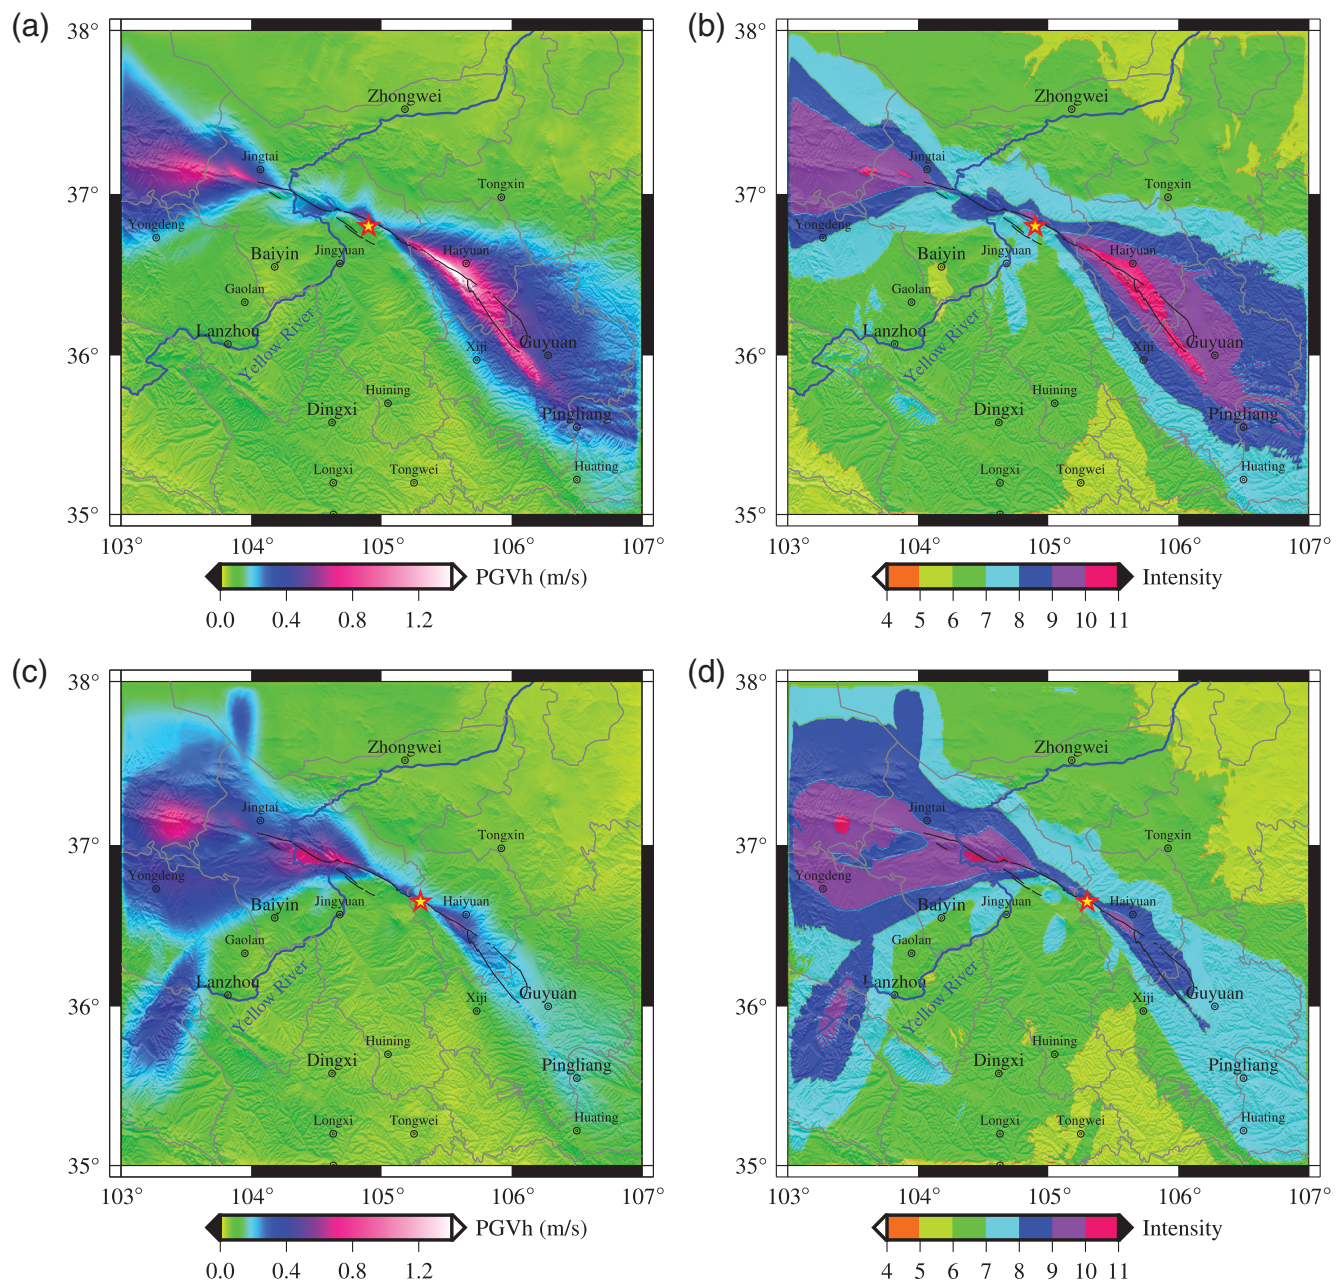 (a)
38°
37°
36°
35°
103°
104°
105°
106°
107°
Zhongwei
Jingtai
Tongxin
Yongdeng
Baiyin
Jingyuan
Haiyuan
Gaolan
Lanzhou
Yellow River
Xiji
Guyuan
Huining
Dingxi
Pingliang
Longxi
Tongwei
Huating
PGVh (m/s)
0.0
0.4
0.8
1.2
(b)
38°
37°
36°
35°
103°
104°
105°
106°
107°
Zhongwei
Jingtai
Tongxin
Yongdeng
Baiyin
Jingyuan
Haiyuan
Gaolan
Lanzhou
Yellow River
Xiji
Guyuan
Huining
Dingxi
Pingliang
Longxi
Tongwei
Huating
Intensity
4 5 6 7 8 9 10 11
(c)
38°
37°
36°
35°
103°
104°
105°
106°
107°
Zhongwei
Jingtai
Tongxin
Yongdeng
Baiyin
Jingyuan
Haiyuan
Gaolan
Lanzhou
Yellow River
Xiji
Guyuan
Huining
Dingxi
Pingliang
Longxi
Tongwei
Huating
PGVh (m/s)
0.0
0.4
0.8
1.2
(d)
38°
37°
36°
35°
103°
104°
105°
106°
107°
Zhongwei
Jingtai
Tongxin
Yongdeng
Baiyin
Jingyuan
Haiyuan
Gaolan
Lanzhou
Yellow River
Xiji
Guyuan
Huining
Dingxi
Pingliang
Longxi
Tongwei
Huating
Intensity
4 5 6 7 8 9 10 11